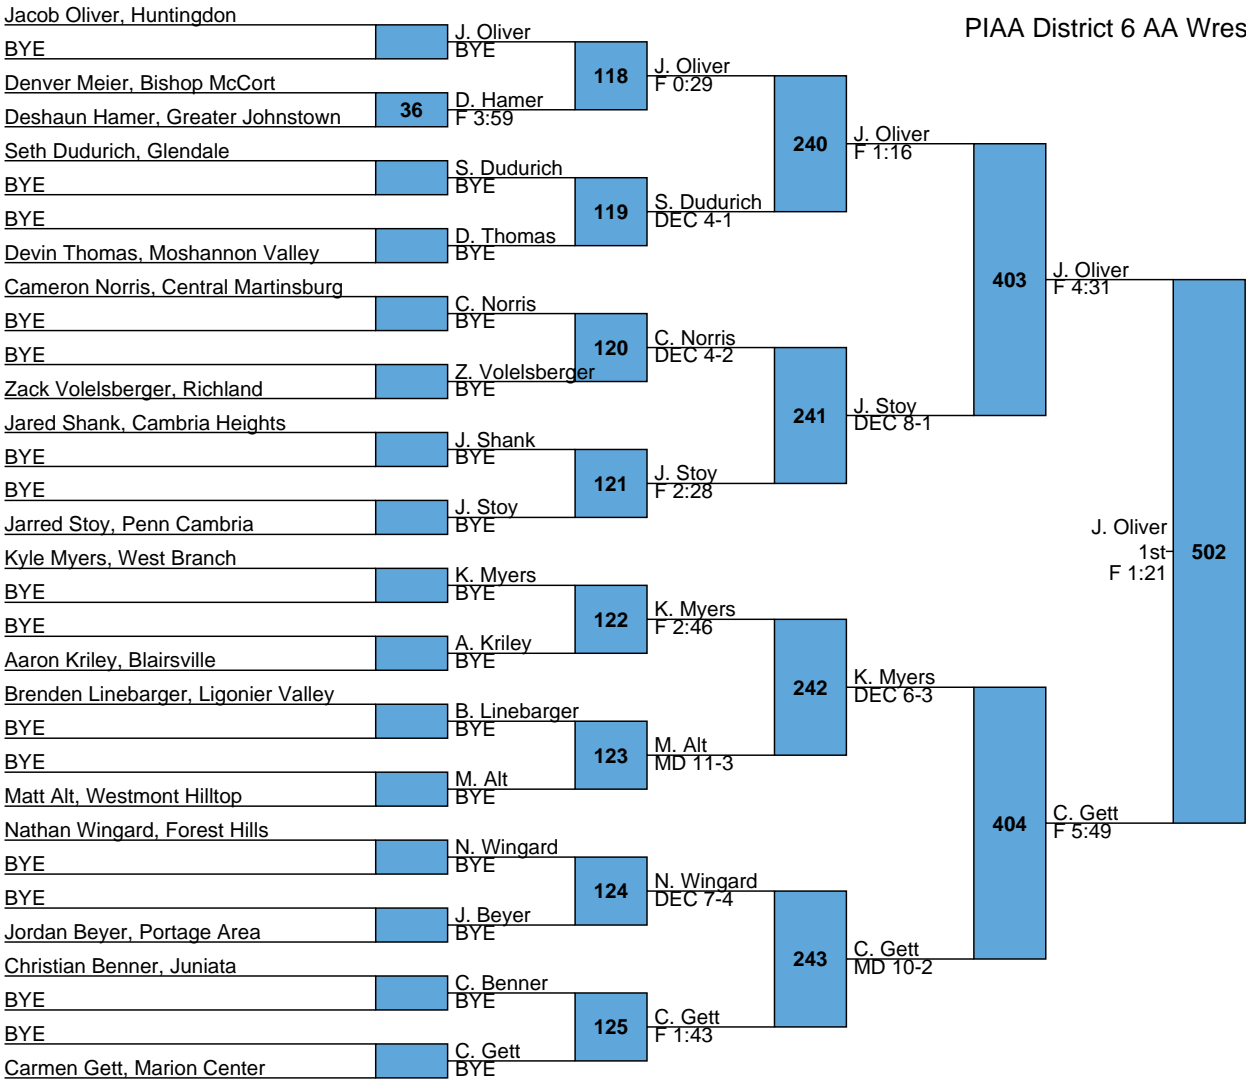 PIAA District 6 AA Wres
Jacob Oliver, Huntingdon
BYE
Denver Meier, Bishop McCort
Deshaun Hamer, Greater Johnstown
Seth Dudurich, Glendale
BYE
BYE
Devin Thomas, Moshannon Valley
Cameron Norris, Central Martinsburg
BYE
BYE
Zack Volelsberger, Richland
Jared Shank, Cambria Heights
BYE
BYE
Jarred Stoy, Penn Cambria
Kyle Myers, West Branch
BYE
BYE
Aaron Kriley, Blairsville
Brenden Linebarger, Ligonier Valley
BYE
BYE
Matt Alt, Westmont Hilltop
Nathan Wingard, Forest Hills
BYE
BYE
Jordan Beyer, Portage Area
Christian Benner, Juniata
BYE
BYE
Carmen Gett, Marion Center
36
J. Oliver
BYE
D. Hamer
F 3:59
S. Dudurich
BYE
D. Thomas
BYE
C. Norris
BYE
Z. Volelsberger
BYE
J. Shank
BYE
J. Stoy
BYE
K. Myers
BYE
A. Kriley
BYE
B. Linebarger
BYE
M. Alt
BYE
N. Wingard
BYE
J. Beyer
BYE
C. Benner
BYE
C. Gett
BYE
118
119
120
121
122
123
124
125
J. Oliver
F 0:29
S. Dudurich
DEC 4-1
C. Norris
DEC 4-2
J. Stoy
F 2:28
K. Myers
F 2:46
M. Alt
MD 11-3
N. Wingard
DEC 7-4
C. Gett
F 1:43
240
241
242
243
J. Oliver
F 1:16
J. Stoy
DEC 8-1
K. Myers
DEC 6-3
C. Gett
MD 10-2
403
404
J. Oliver
F 4:31
C. Gett
F 5:49
502
J. Oliver
1st
F 1:21